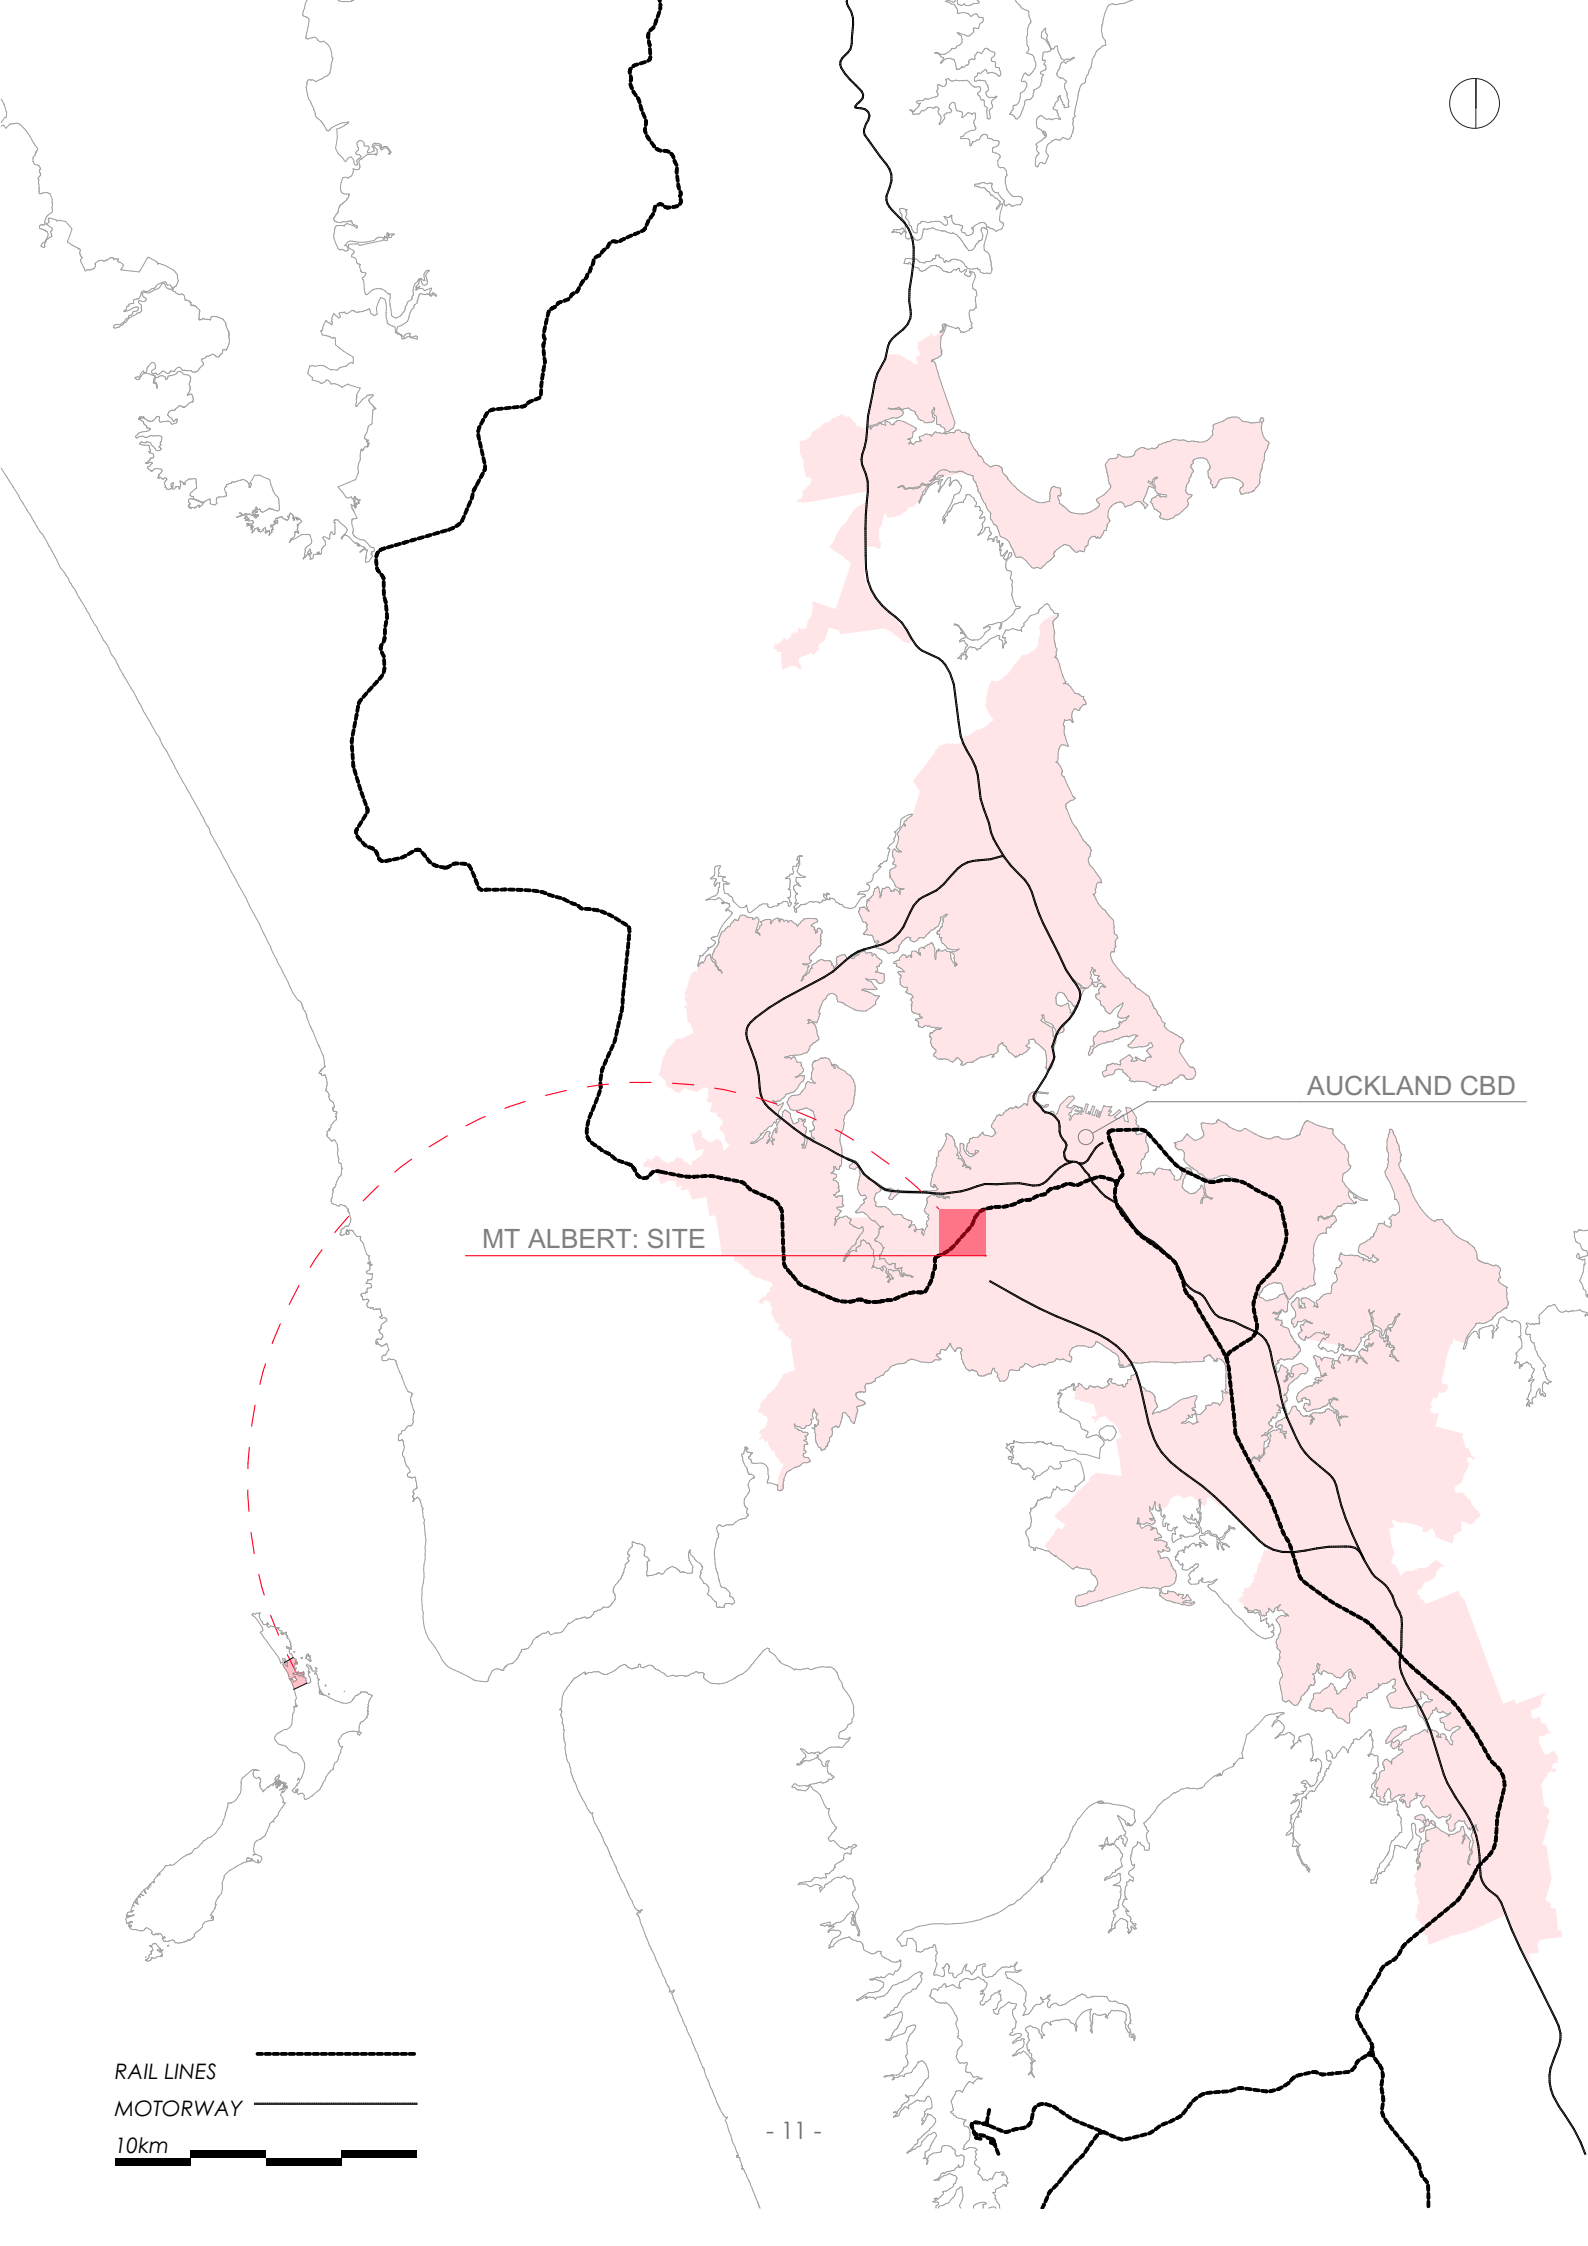 AUCKLAND CBD
MT ALBERT: SITE
RAIL LINES
MOTORWAY
10km
- 11 -